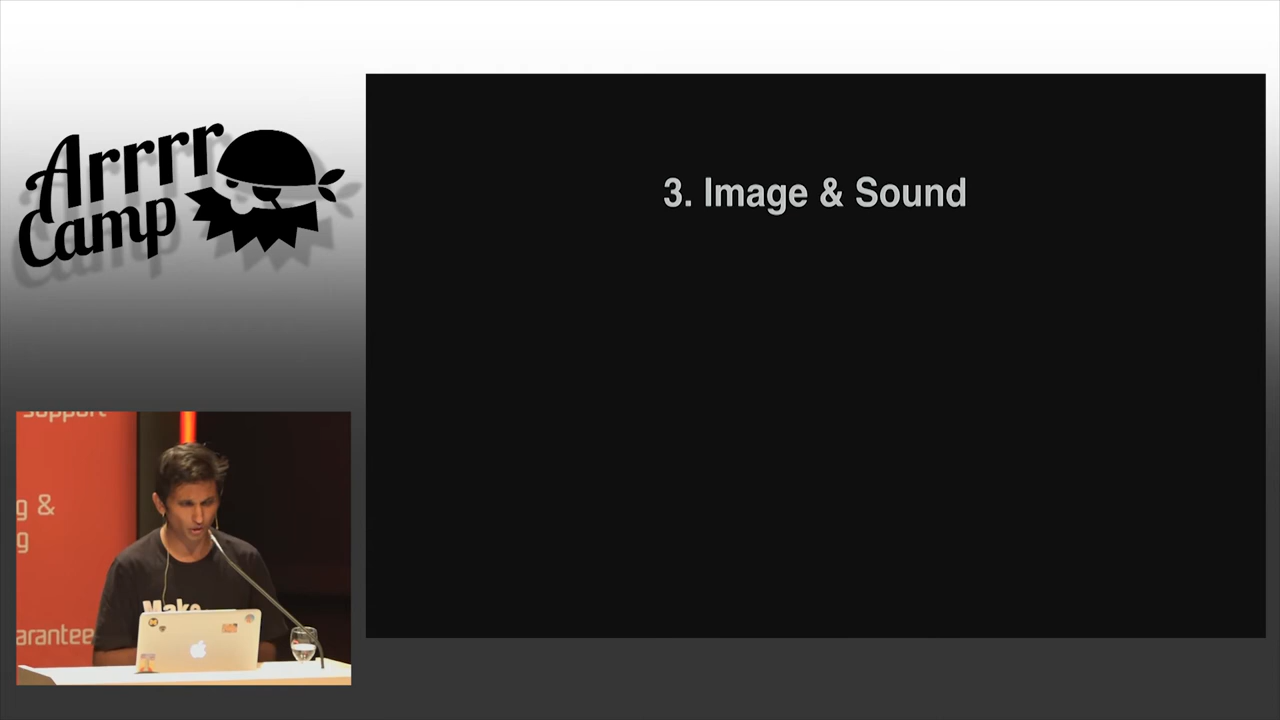 Arrrr
Camp
3. Image & Sound
support
g &
g
arantee
Make